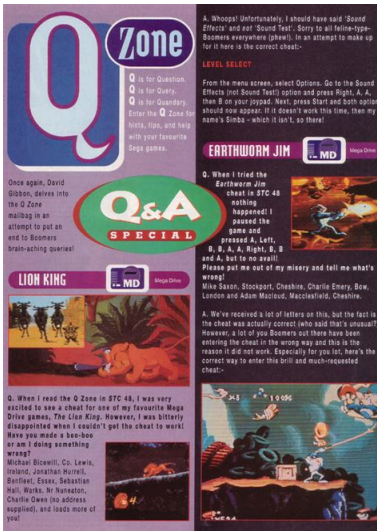 Q
Zone
Q is for Question.
Q is for Query.
Q is for Quandary.
Enter the Q Zone for
hints, tips, and help
with your favourite
Sega games.
Once again, David
Gibbon, delves into
the Q Zone
mailbag in an
attempt to put an
end to Boomers
brain-aching queries!
Q&A
SPECIAL
LION KING
MD
Mega Drive
Q. When I read the Q Zone in STC 48, I was very
excited to see a cheat for one of my favourite Mega
Drive games, The Lion King. However, I was bitterly
disappointed when I couldn't get the cheat to work!
Have you made a boo-boo
or am I doing something
wrong?
Michael Bicewill, Co. Lewis,
Ireland, Jonathan Hurrell,
Benfleet, Essex, Sebastian
Hall, Warks, Nr Nuneaton,
Charlie Owen (no address
supplied), and loads more of
you!
A. Whoops! Unfortunately, I should have said 'Sound
Effects' and not 'Sound Test'. Sorry to all feline-type-
Boomers everywhere (phew!). In an attempt to make up
for it here is the correct cheat:-
LEVEL SELECT
From the menu screen, select Options. Go to the Sound
Effects (not Sound Test!) option and press Right, A, A,
then B on your joypad. Next, press Start and both option
should now appear. If it doesn't work this time, then my
name's Simba - which it isn't, so there!
EARTHWORM JIM
MD
Mega Drive
Q. When I tried the
Earthworm Jim
cheat in STC 48
nothing
happened! I
paused the
game and
pressed A, Left,
B, B, A, A, Right, B, B
and A, but to no avail!
Please put me out of my misery and tell me what's
wrong!
Mike Saxon, Stockport, Cheshire, Charlie Emery, Bow,
London and Adam Macloud, Macclesfield, Cheshire.
A. We've received a lot of letters on this, but the fact is
the cheat was actually correct (who said that's unusual?
However, a lot of you Boomers out there have been
entering the cheat in the wrong way and this is the
reason it did not work. Especially for you lot, here's the
correct way to enter this brill and much-requested
cheat:-